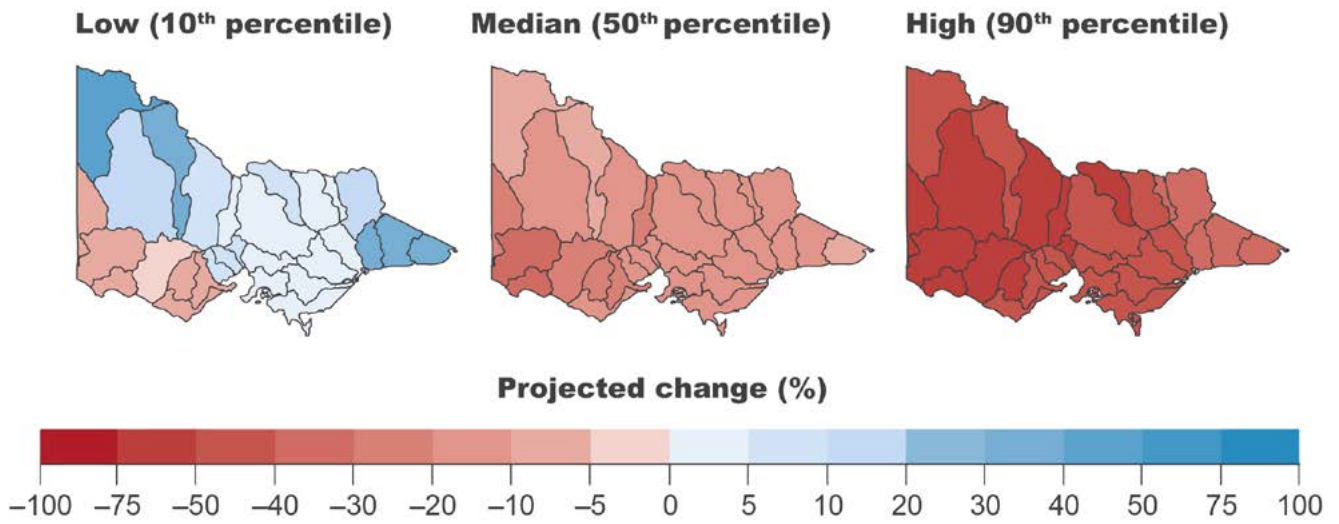 Low (10th percentile) Median (50th percentile) High (90th percentile)
Projected change (%)
–100 –75 –50 –40 –30 –20 –10 –5 0 5 10 20 30 40 50 75 100